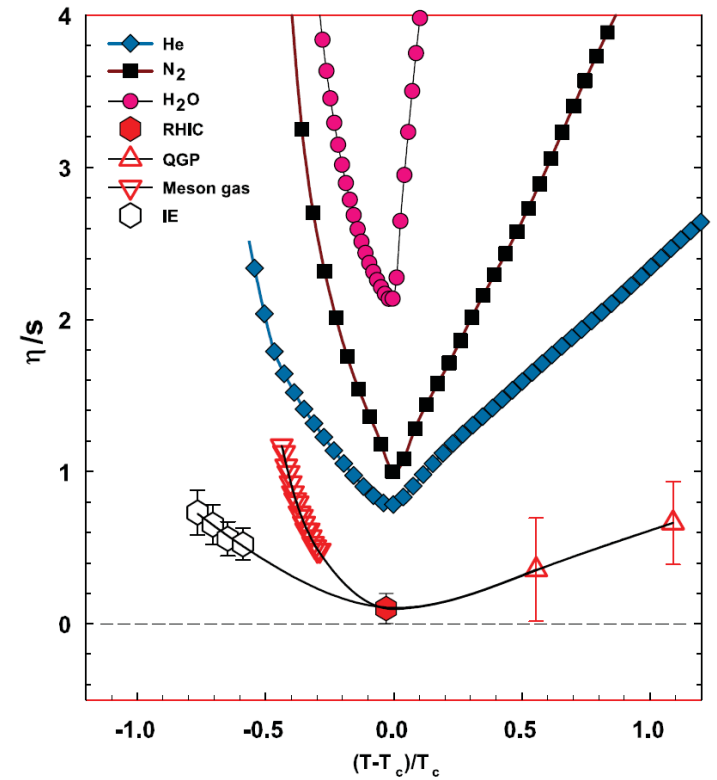 4
3
2
1
0
η/s
He
N2
H2O
RHIC
QGP
Meson gas
IE
-1.0 -0.5 0.0 0.5 1.0
(T-Tc)/Tc